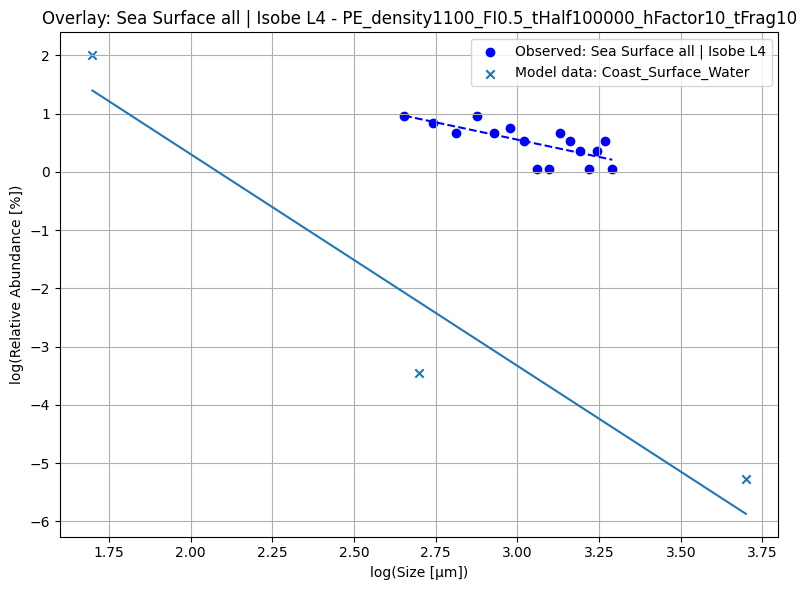 Overlay: Sea Surface all | Isobe L4 - PE_density1100_FI0.5_tHalf100000_hFactor10_tFrag10
Observed: Sea Surface all | Isobe L4
Model data: Coast_Surface_Water
log(Relative Abundance [%])
2
1
0
−1
−2
−3
−4
−5
−6
1.75 2.00 2.25 2.50 2.75 3.00 3.25 3.50 3.75
log(Size [μm])